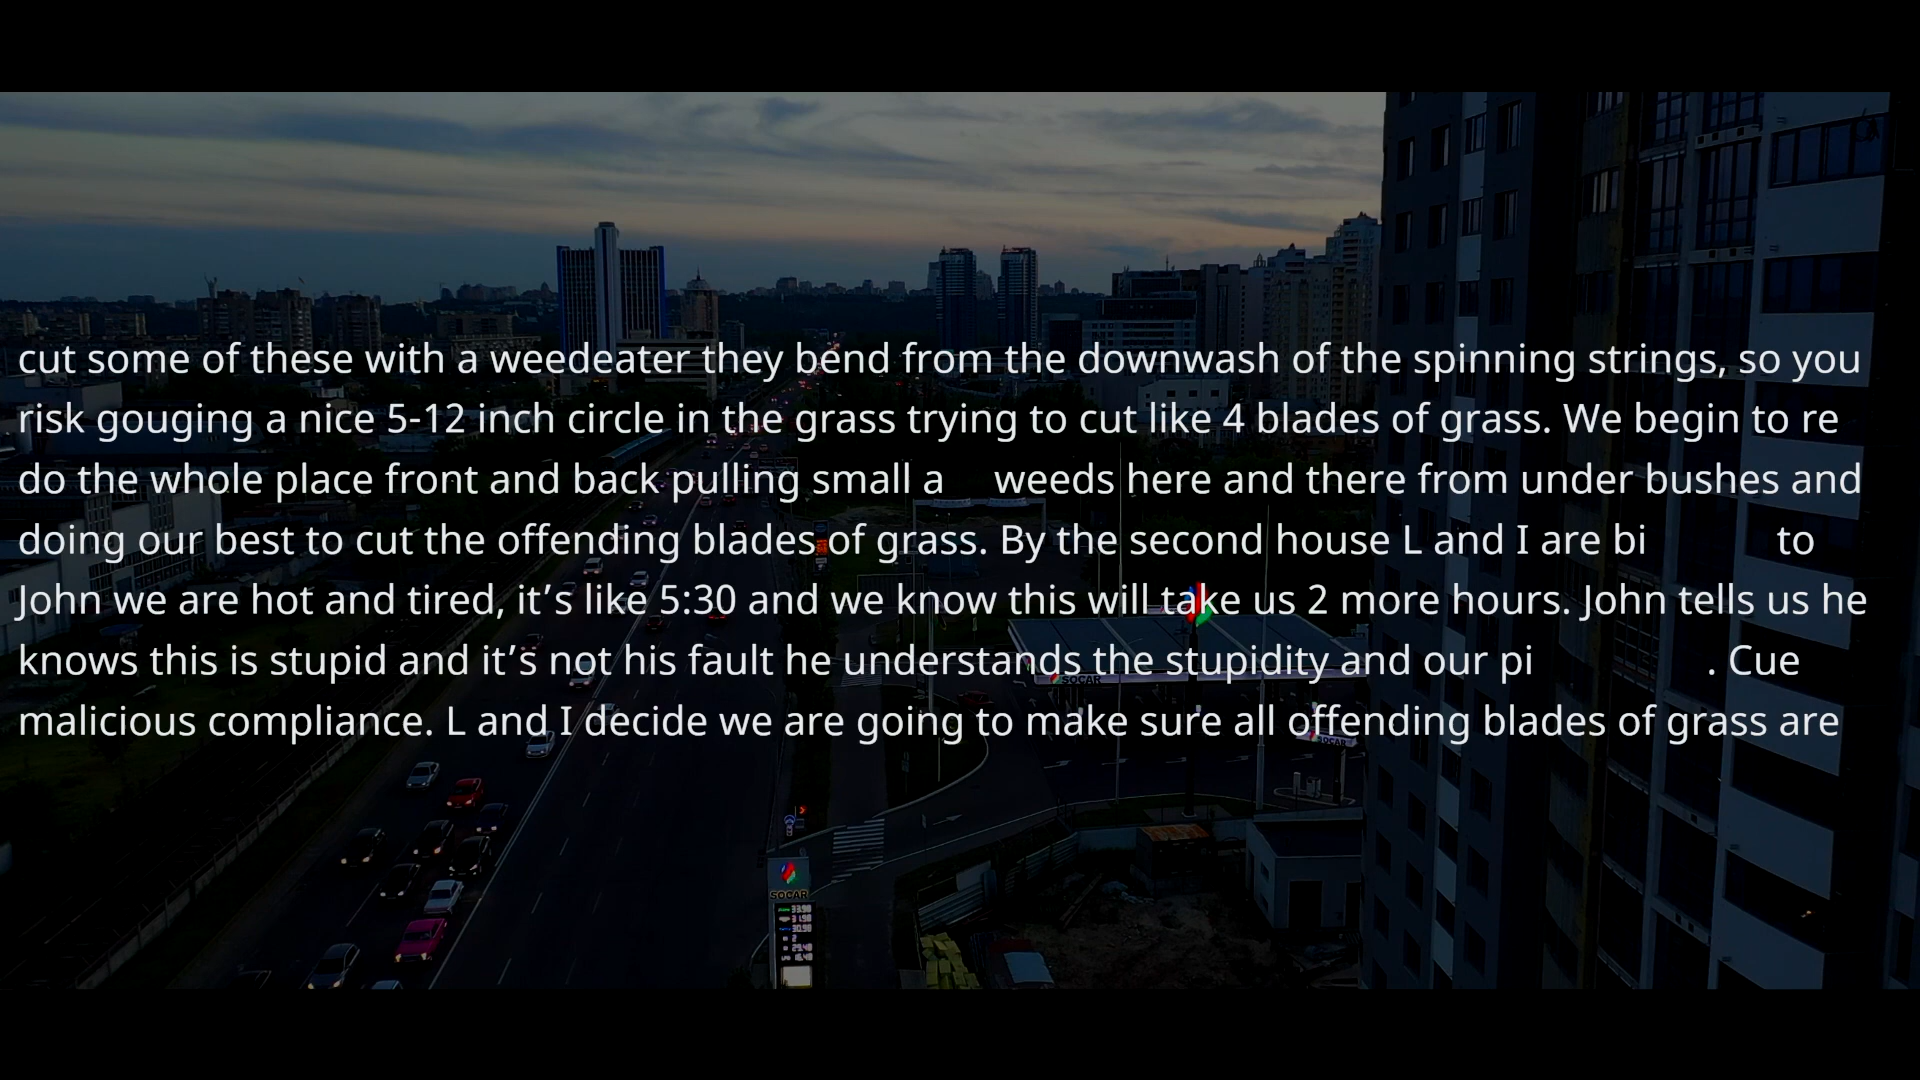 cut some of these with a weedeater they bend from the downwash of the spinning strings, so you
risk gouging a nice 5-12 inch circle in the grass trying to cut like 4 blades of grass. We begin to re
do the whole place front and back pulling small a weeds here and there from under bushes and
doing our best to cut the offending blades of grass. By the second house L and I are bi to
John we are hot and tired, it’s like 5:30 and we know this will take us 2 more hours. John tells us he
knows this is stupid and it’s not his fault he understands the stupidity and our pi . Cue
malicious compliance. L and I decide we are going to make sure all offending blades of grass are
SOCAR
SOCAR
SOCAR